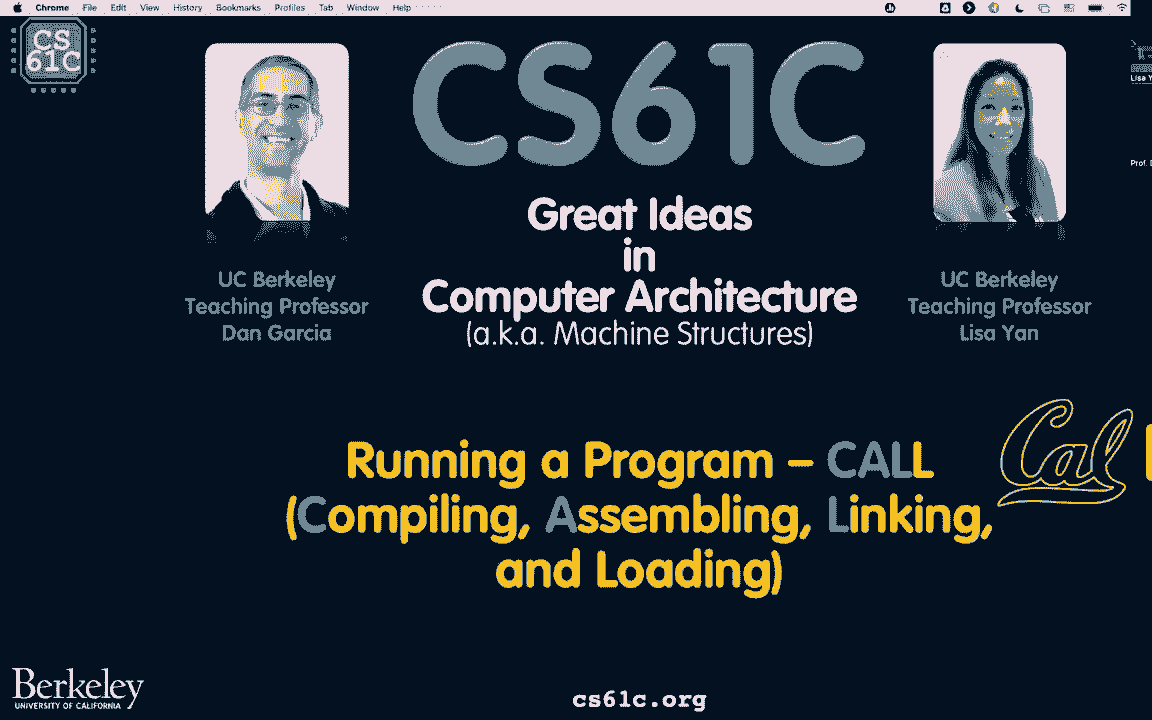 Chrome File Edit View History Bookmarks Profiles Tab Window Help
CS
61C
CS61C
Great Ideas
in
Computer Architecture
(a.k.a. Machine Structures)
UC Berkeley
Teaching Professor
Dan Garcia
UC Berkeley
Teaching Professor
Lisa Yan
Lisa Y
Prof. D
Running a Program – CALL
(Compiling, Assembling, Linking,
and Loading)
Cal
Berkeley
UNIVERSITY OF CALIFORNIA
cs61c.org